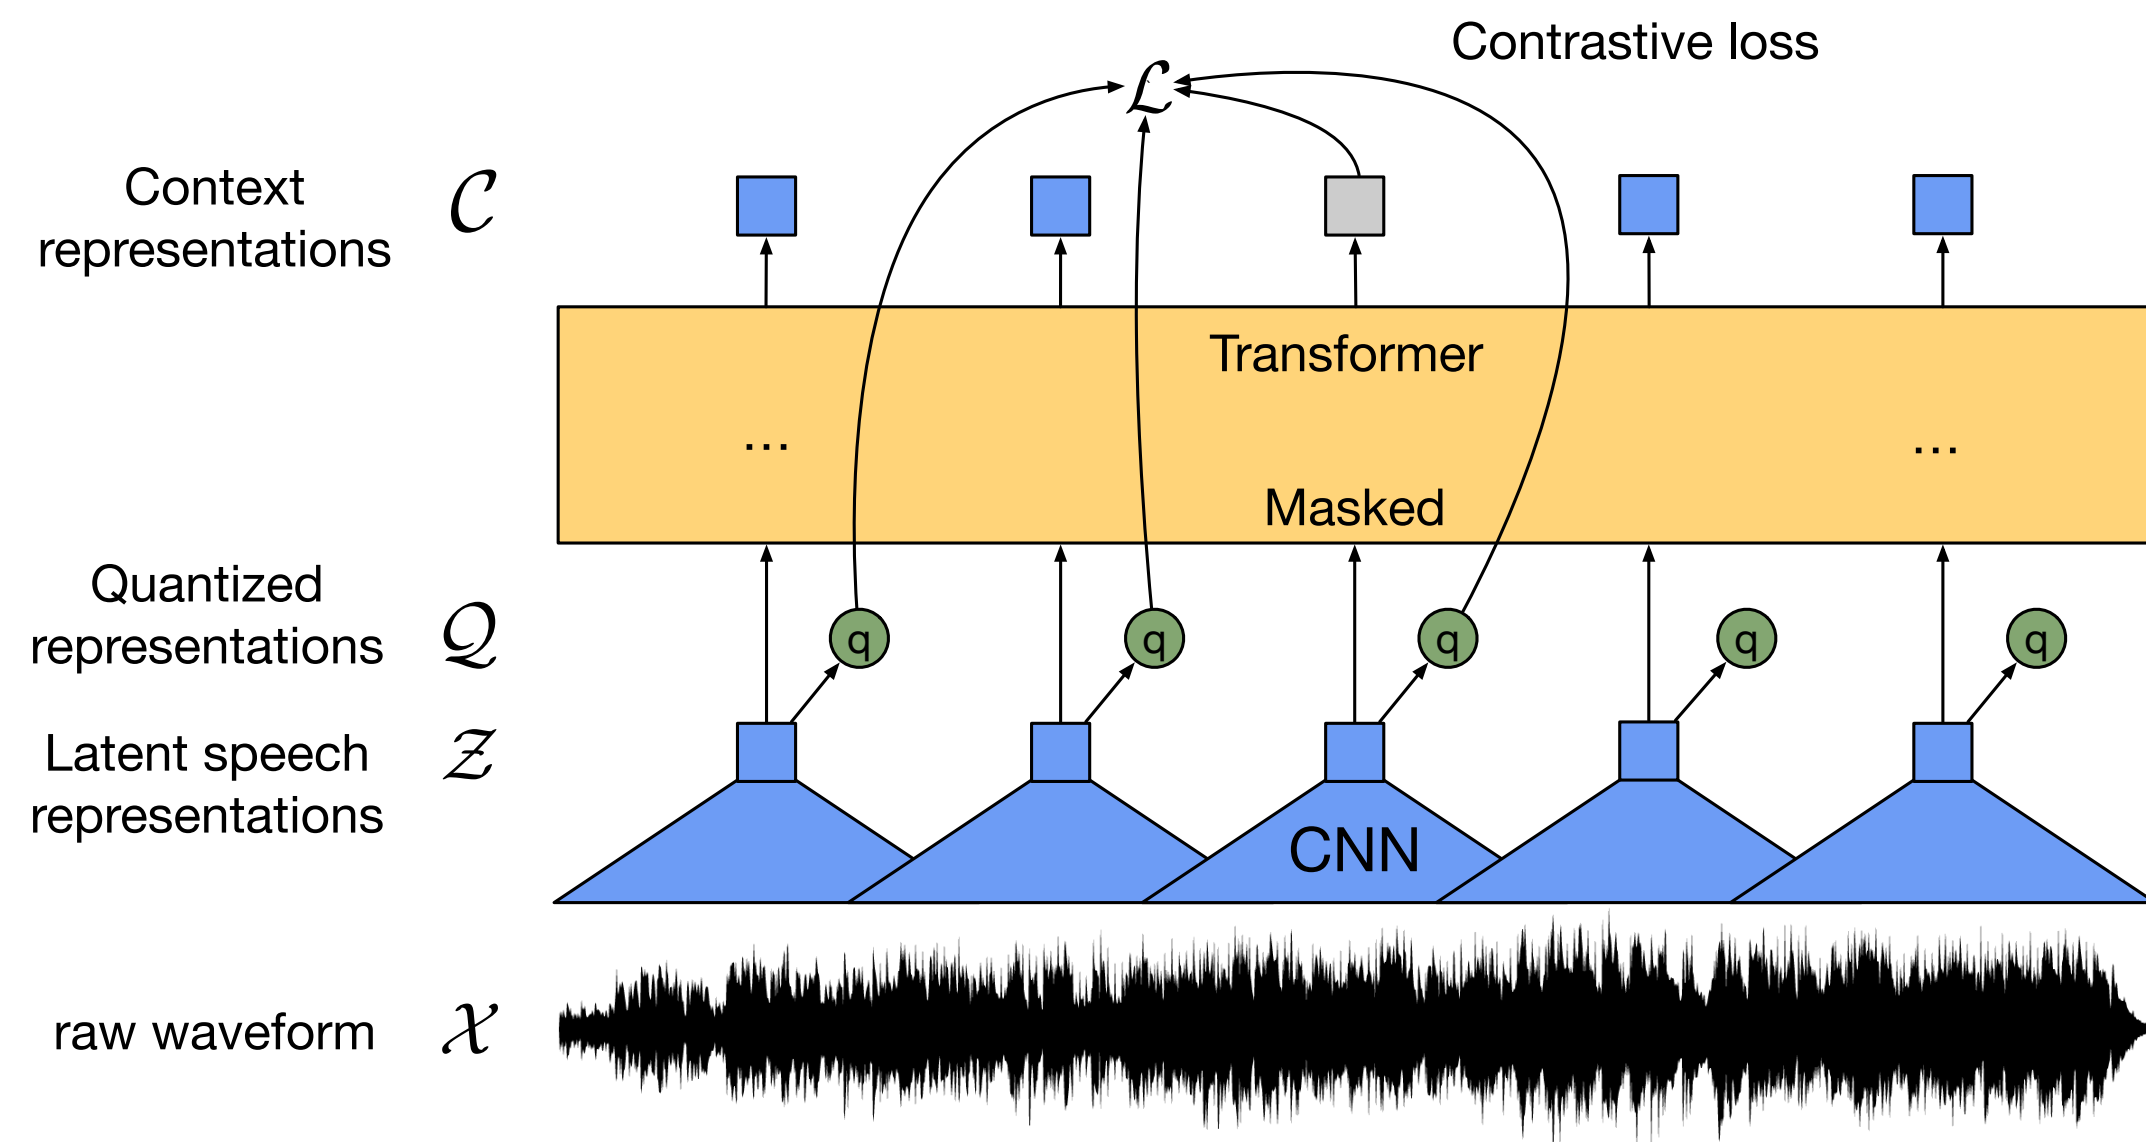 Contrastive loss
ℒ
Context
representations
𝒞
Transformer
...
...
Masked
Quantized
representations
𝒬
q
q
q
q
q
Latent speech
representations
𝒵
CNN
raw waveform
𝒳